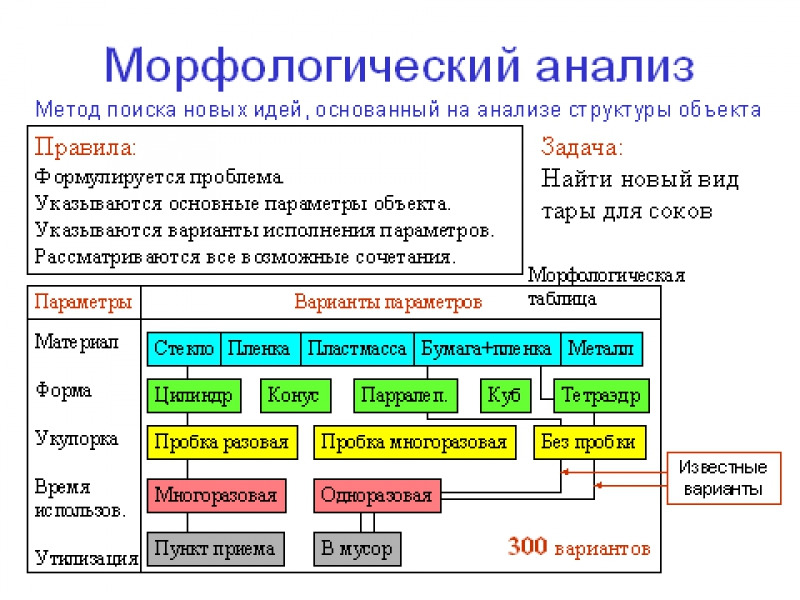 Морфологический анализ
Метод поиска новых идей, основанный на анализе структуры объекта
Правила:
Формулируется проблема.
Указываются основные параметры объекта.
Указываются варианты исполнения параметров.
Рассматриваются все возможные сочетания.
Задача:
Найти новый вид
тары для соков
Морфологическая
таблица
Параметры
Варианты параметров
Материал
Стекло
Пленка
Пластмасса
Бумага+пленка
Металл
Форма
Цилиндр
Конус
Парралеп.
Куб
Тетраэдр
Укупорка
Пробка разовая
Пробка многоразовая
Без пробки
Время
использов.
Многоразовая
Одноразовая
Известные
варианты
Утилизация
Пункт приема
В мусор
300 вариантов